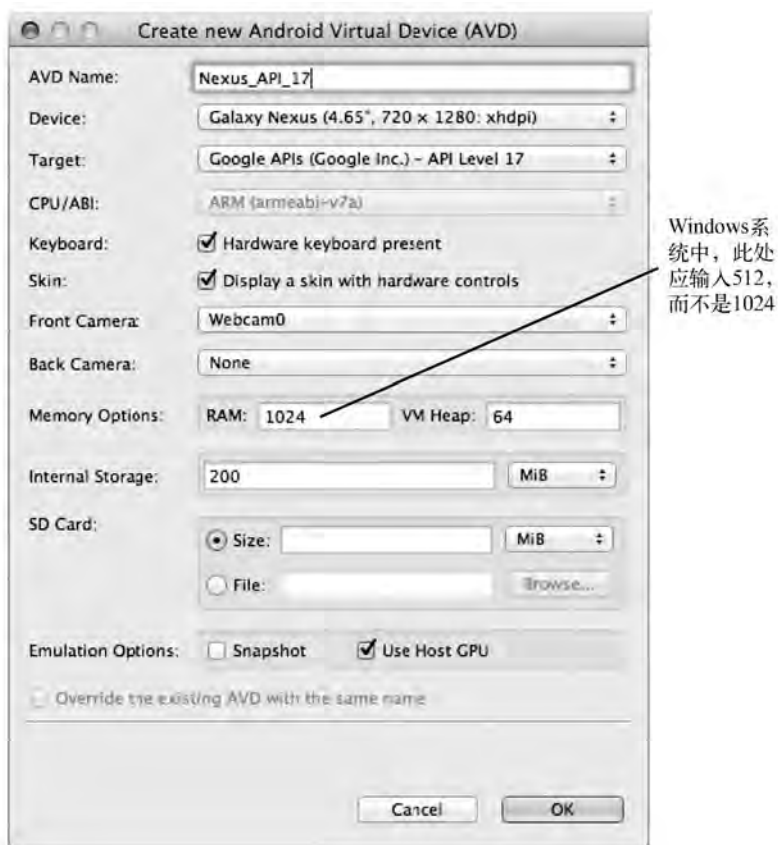 Create new Android Virtual Device (AVD)
AVD Name: Nexus_API_17
Device: Galaxy Nexus (4.65", 720 × 1280: xhdpi)
Target: Google APIs (Google Inc.) – API Level 17
CPU/ABI: ARM (armeabi-v7a)
Keyboard: Hardware keyboard present
Skin: Display a skin with hardware controls
Front Camera: Webcam0
Back Camera: None
Memory Options: RAM: 1024 VM Heap: 64
Internal Storage: 200 MiB
SD Card:
Size: MiB
File: Browse...
Emulation Options: Snapshot Use Host GPU
Override the existing AVD with the same name
Cancel OK
Windows系
统中，此处
应输入512，
而不是1024